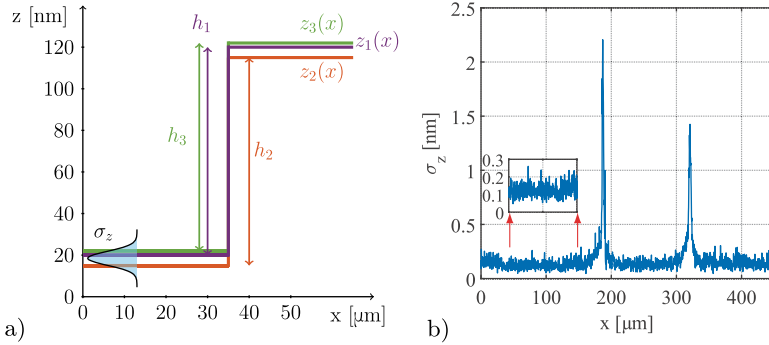 z [nm]
120
100
80
60
40
20
0
0
10
20
30
40
50
x [μm]
h₁
h₂
h₃
z₃(x)
z₁(x)
z₂(x)
σ_z
a)
σ_z [nm]
2.5
2
1.5
1
0.5
0
0
100
200
300
400
x [μm]
0.3
0.2
0.1
0
b)